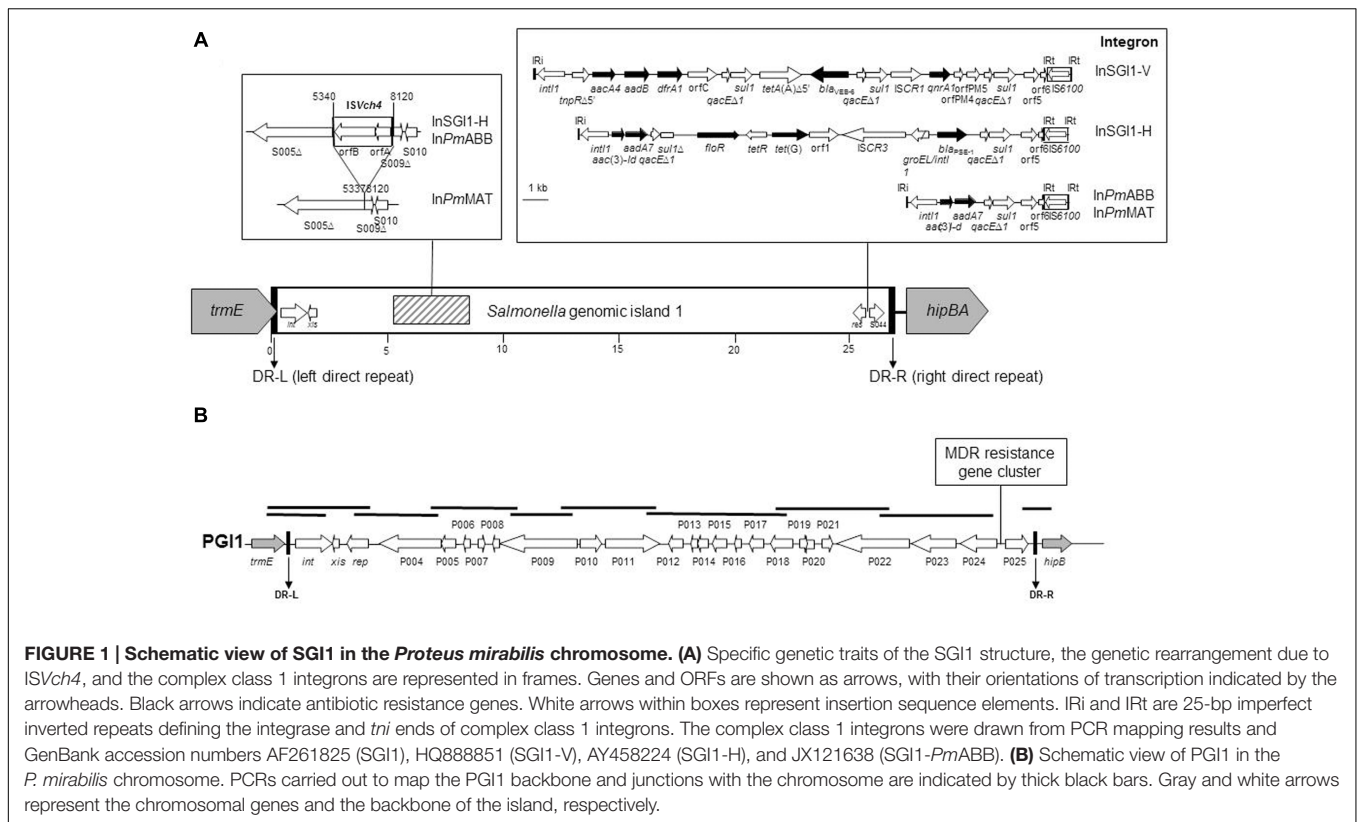 A
Integron
5340 8120
ISVch4
InSGI1-H
InPmABB
orfB orfA S010
S005Δ S009Δ
53378120
InPmMAT
S010
S005Δ S009Δ
IRi IRt IRt
InSGI1-V
intI1 aacA4 aadB dfrA1 orfC sul1 tetA(A)Δ5' blaVEB-6 sul1 ISCR1 qnrA1 orfPM5 sul1 orf6IS6100
tnpRΔ5' qacEΔ1 qacEΔ1 orfPM4 qacEΔ1 orf5
IRt IRt
InSGI1-H
intI1 aadA7 sul1Δ floR tetR tet(G) orf1 ISCR3 blaPSE-1 sul1 orf6IS6100
aac(3)-Id qacEΔ1 groEL/intI1 qacEΔ1 orf5
1 kb
IRi IRt IRt
InPmABB
InPmMAT
intI1 aadA7 sul1 orf6IS6100
qacEΔ1 orf5
trmE int xis Salmonella genomic island 1 res S044 hipBA
0 5 10 15 20 25
DR-L (left direct repeat) DR-R (right direct repeat)
B
MDR resistance
gene cluster
P006 P008 P013 P015 P017 P019 P021
PGI1
trmE int xis rep P004 P005 P007 P009 P010 P011 P012 P014 P016 P018 P020 P022 P023 P024 P025 hipB
DR-L DR-R
FIGURE 1 | Schematic view of SGI1 in the Proteus mirabilis chromosome. (A) Specific genetic traits of the SGI1 structure, the genetic rearrangement due to
ISVch4, and the complex class 1 integrons are represented in frames. Genes and ORFs are shown as arrows, with their orientations of transcription indicated by the
arrowheads. Black arrows indicate antibiotic resistance genes. White arrows within boxes represent insertion sequence elements. IRi and IRt are 25-bp imperfect
inverted repeats defining the integrase and tni ends of complex class 1 integrons. The complex class 1 integrons were drawn from PCR mapping results and
GenBank accession numbers AF261825 (SGI1), HQ888851 (SGI1-V), AY458224 (SGI1-H), and JX121638 (SGI1-PmABB). (B) Schematic view of PGI1 in the
P. mirabilis chromosome. PCRs carried out to map the PGI1 backbone and junctions with the chromosome are indicated by thick black bars. Gray and white arrows
represent the chromosomal genes and the backbone of the island, respectively.